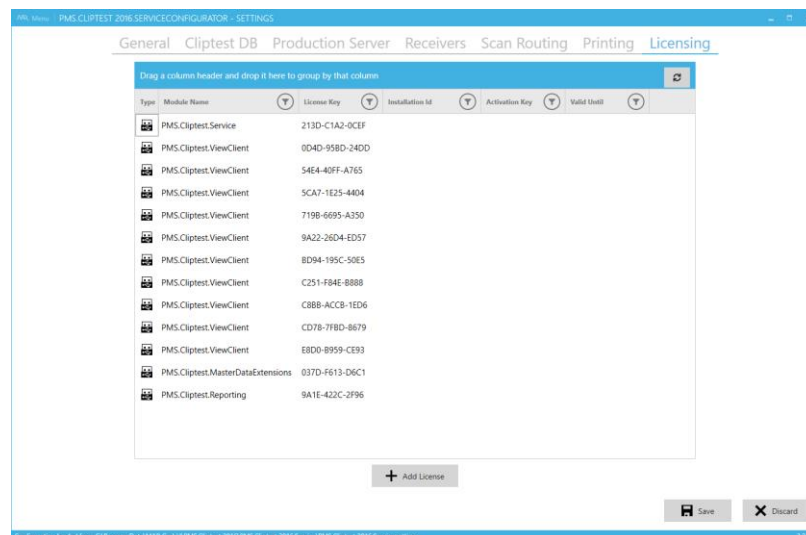 Menu PMS CLIPTEST 2016.SERVICECONFIGURATOR - SETTINGS
General Cliptest DB Production Server Receivers Scan Routing Printing Licensing
Drag a column header and drop it here to group by that column
Type Module Name License Key Installation Id Activation Key Valid Until
PMS.Cliptest.Service 213D-C1A2-0CEF
PMS.Cliptest.ViewClient 0D4D-95BD-24DD
PMS.Cliptest.ViewClient 54E4-40FF-A765
PMS.Cliptest.ViewClient 5CA7-1E25-4404
PMS.Cliptest.ViewClient 719B-6695-A350
PMS.Cliptest.ViewClient 9A22-26D4-ED57
PMS.Cliptest.ViewClient BD94-195C-50E5
PMS.Cliptest.ViewClient C251-F84E-B888
PMS.Cliptest.ViewClient C8BB-ACCB-1ED6
PMS.Cliptest.ViewClient CD78-7FBD-8679
PMS.Cliptest.ViewClient E8D0-B959-CE93
PMS.Cliptest.MasterDataExtensions 037D-F613-D6C1
PMS.Cliptest.Reporting 9A1E-422C-2F96
Add License
Save Discard